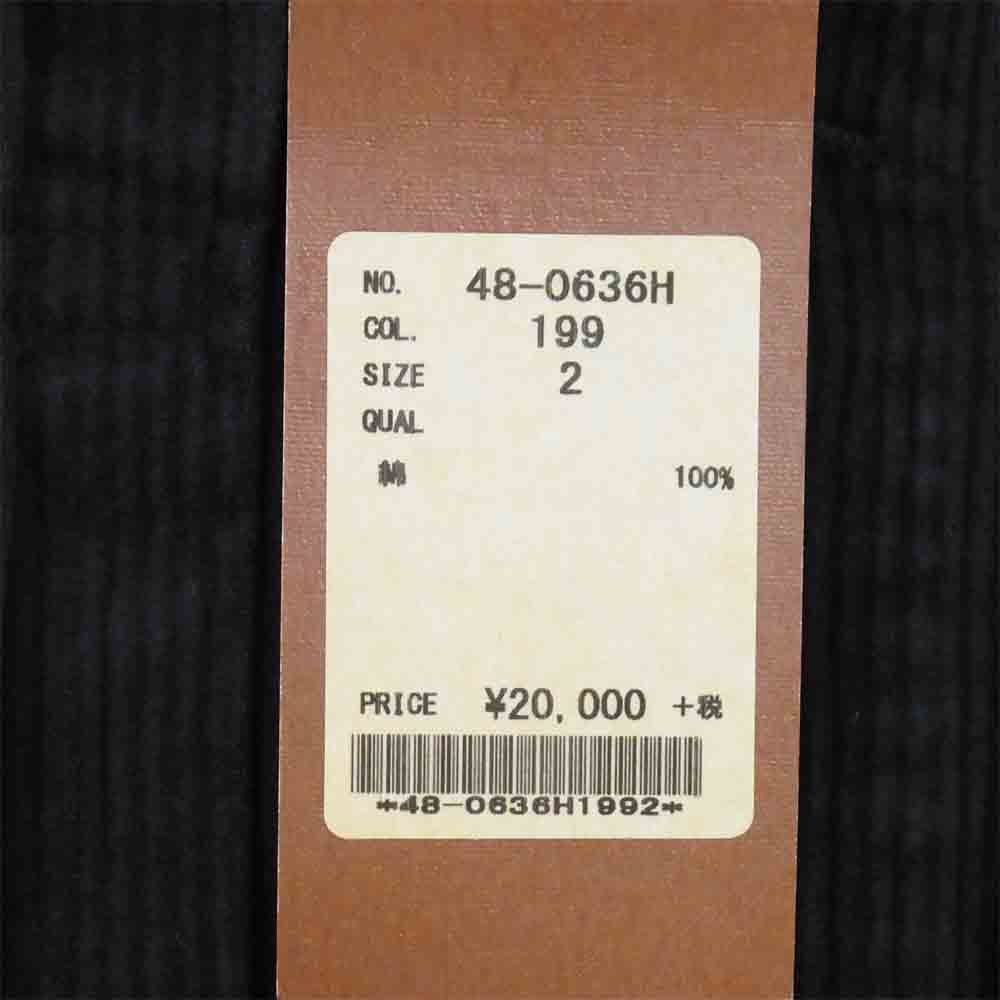 NO. 48-0636H
COL. 199
SIZE 2
QUAL
綿 100%
PRICE ¥20,000 +税
*48-0636H1992*